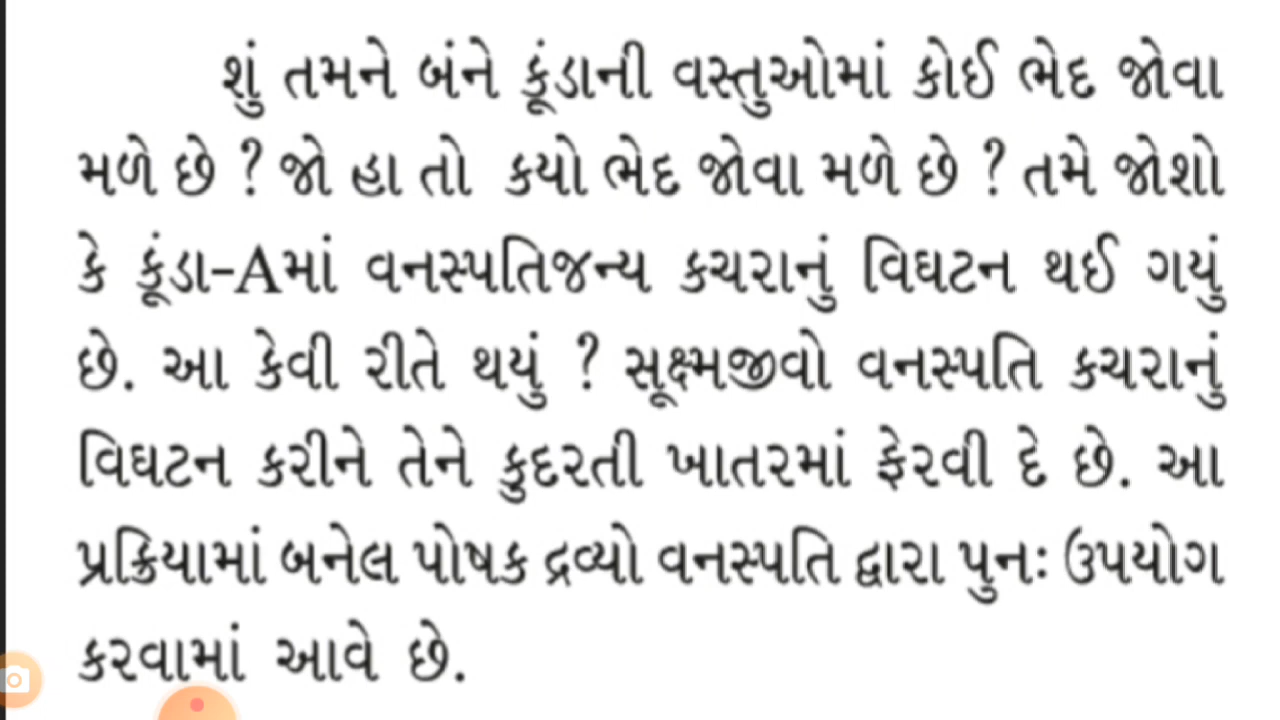 શું તમને બંને કૂંડાની વસ્તુઓમાં કોઈ ભેદ જોવા
મળે છે ? જો હા તો કયો ભેદ જોવા મળે છે ? તમે જોશો
કે કૂંડા-Aમાં વનસ્પતિજન્ય કચરાનું વિઘટન થઈ ગયું
છે. આ કેવી રીતે થયું ? સૂક્ષ્મજીવો વનસ્પતિ કચરાનું
વિઘટન કરીને તેને કુદરતી ખાતરમાં ફેરવી દે છે. આ
પ્રક્રિયામાં બનેલ પોષક દ્રવ્યો વનસ્પતિ દ્વારા પુનઃ ઉપયોગ
કરવામાં આવે છે.